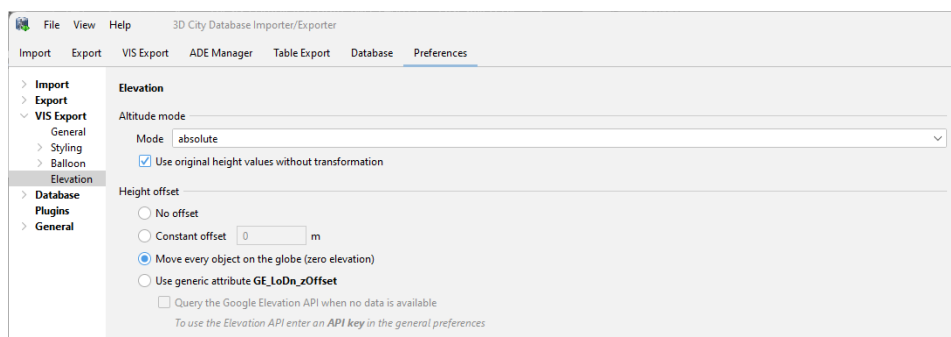 File View Help 3D City Database Importer/Exporter
Import Export VIS Export ADE Manager Table Export Database Preferences
Import
Export
VIS Export
General
Styling
Balloon
Elevation
Database
Plugins
General
Elevation
Altitude mode
Mode absolute
Use original height values without transformation
Height offset
No offset
Constant offset 0 m
Move every object on the globe (zero elevation)
Use generic attribute GE_LoDn_zOffset
Query the Google Elevation API when no data is available
To use the Elevation API enter an API key in the general preferences